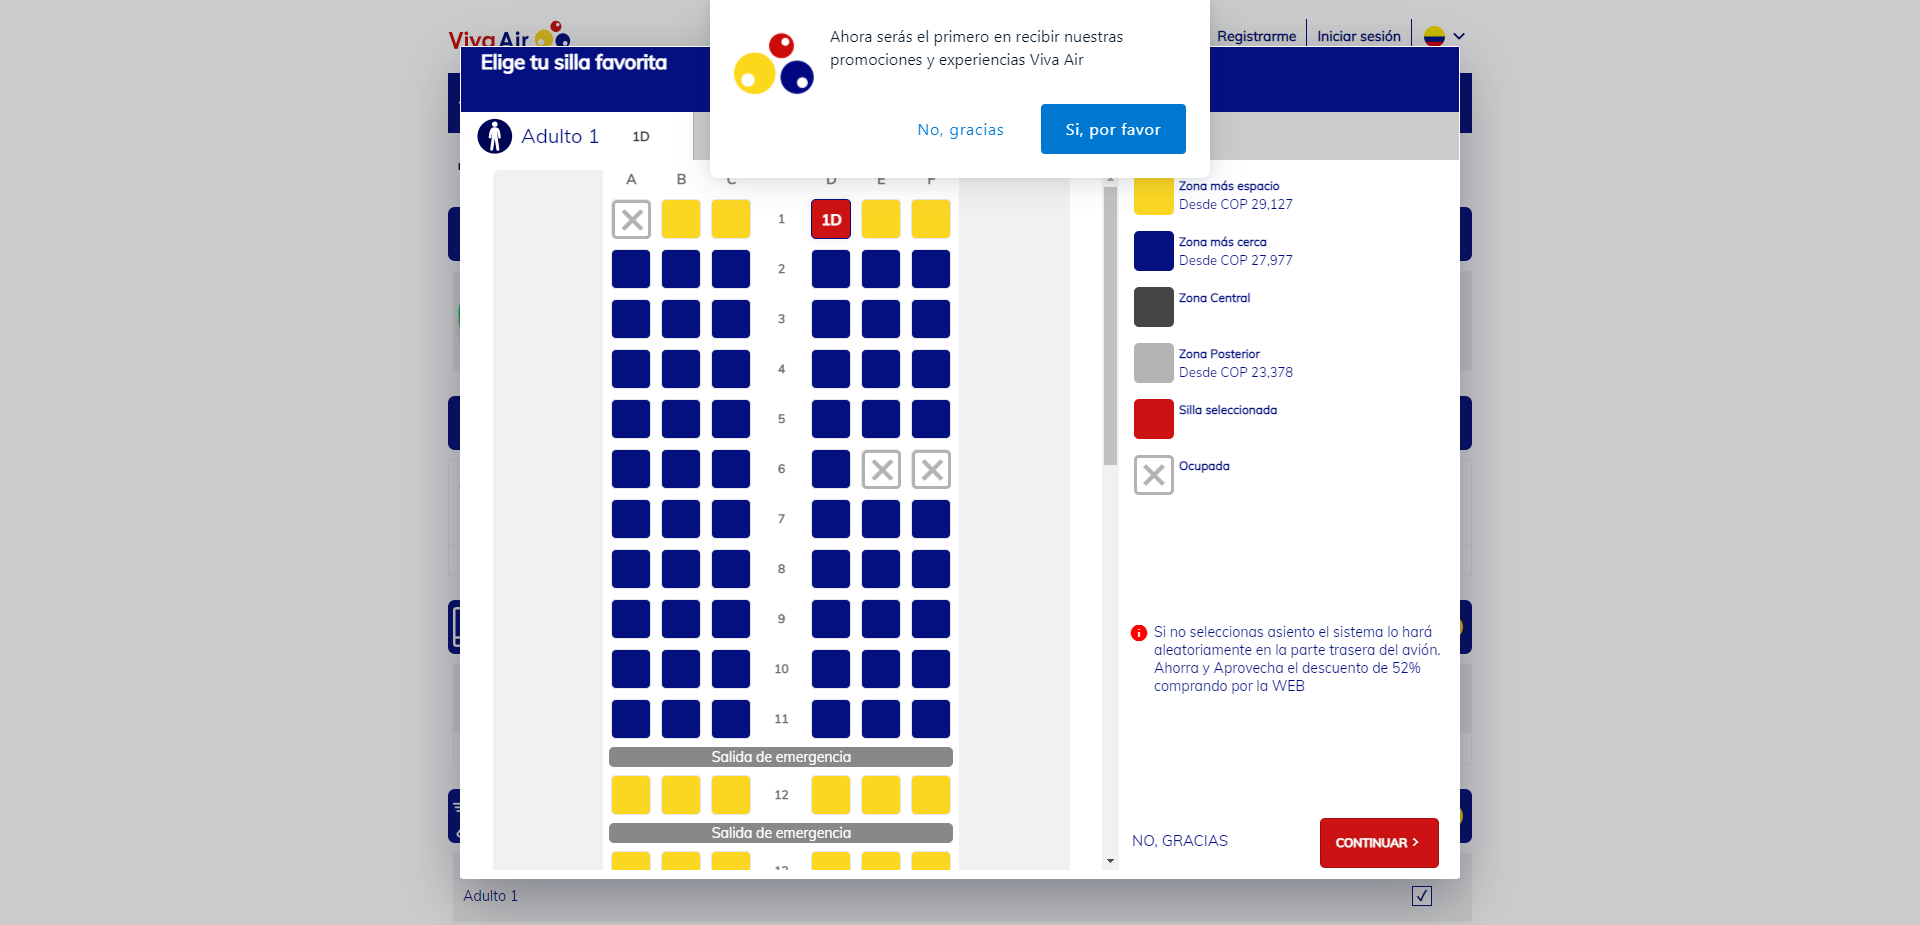 Viva Air
Registrarme
Iniciar sesión
Elige tu silla favorita
Ahora serás el primero en recibir nuestras
promociones y experiencias Viva Air
No, gracias
Si, por favor
Adulto 1
1D
A B C D E F
1 1D
2
3
4
5
6
7
8
9
10
11
Salida de emergencia
12
Salida de emergencia
13
Zona más espacio
Desde COP 29,127
Zona más cerca
Desde COP 27,977
Zona Central
Zona Posterior
Desde COP 23,378
Silla seleccionada
Ocupada
Si no seleccionas asiento el sistema lo hará
aleatoriamente en la parte trasera del avión.
Ahorra y Aprovecha el descuento de 52%
comprando por la WEB
NO, GRACIAS
CONTINUAR >
Adulto 1